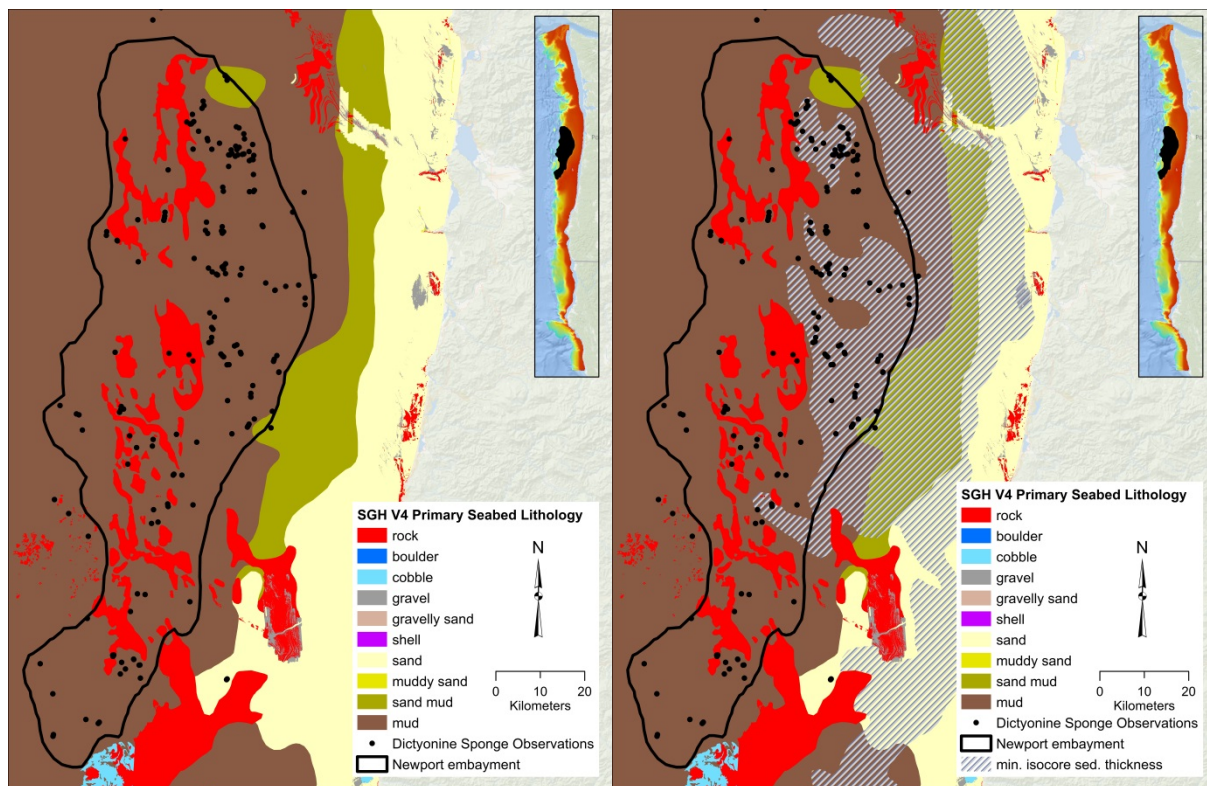 SGH V4 Primary Seabed Lithology
rock
boulder
cobble
gravel
gravelly sand
shell
sand
muddy sand
sand mud
mud
Dictyonine Sponge Observations
Newport embayment
N
0 10 20
Kilometers
SGH V4 Primary Seabed Lithology
rock
boulder
cobble
gravel
gravelly sand
shell
sand
muddy sand
sand mud
mud
Dictyonine Sponge Observations
Newport embayment
min. isocore sed. thickness
N
0 10 20
Kilometers